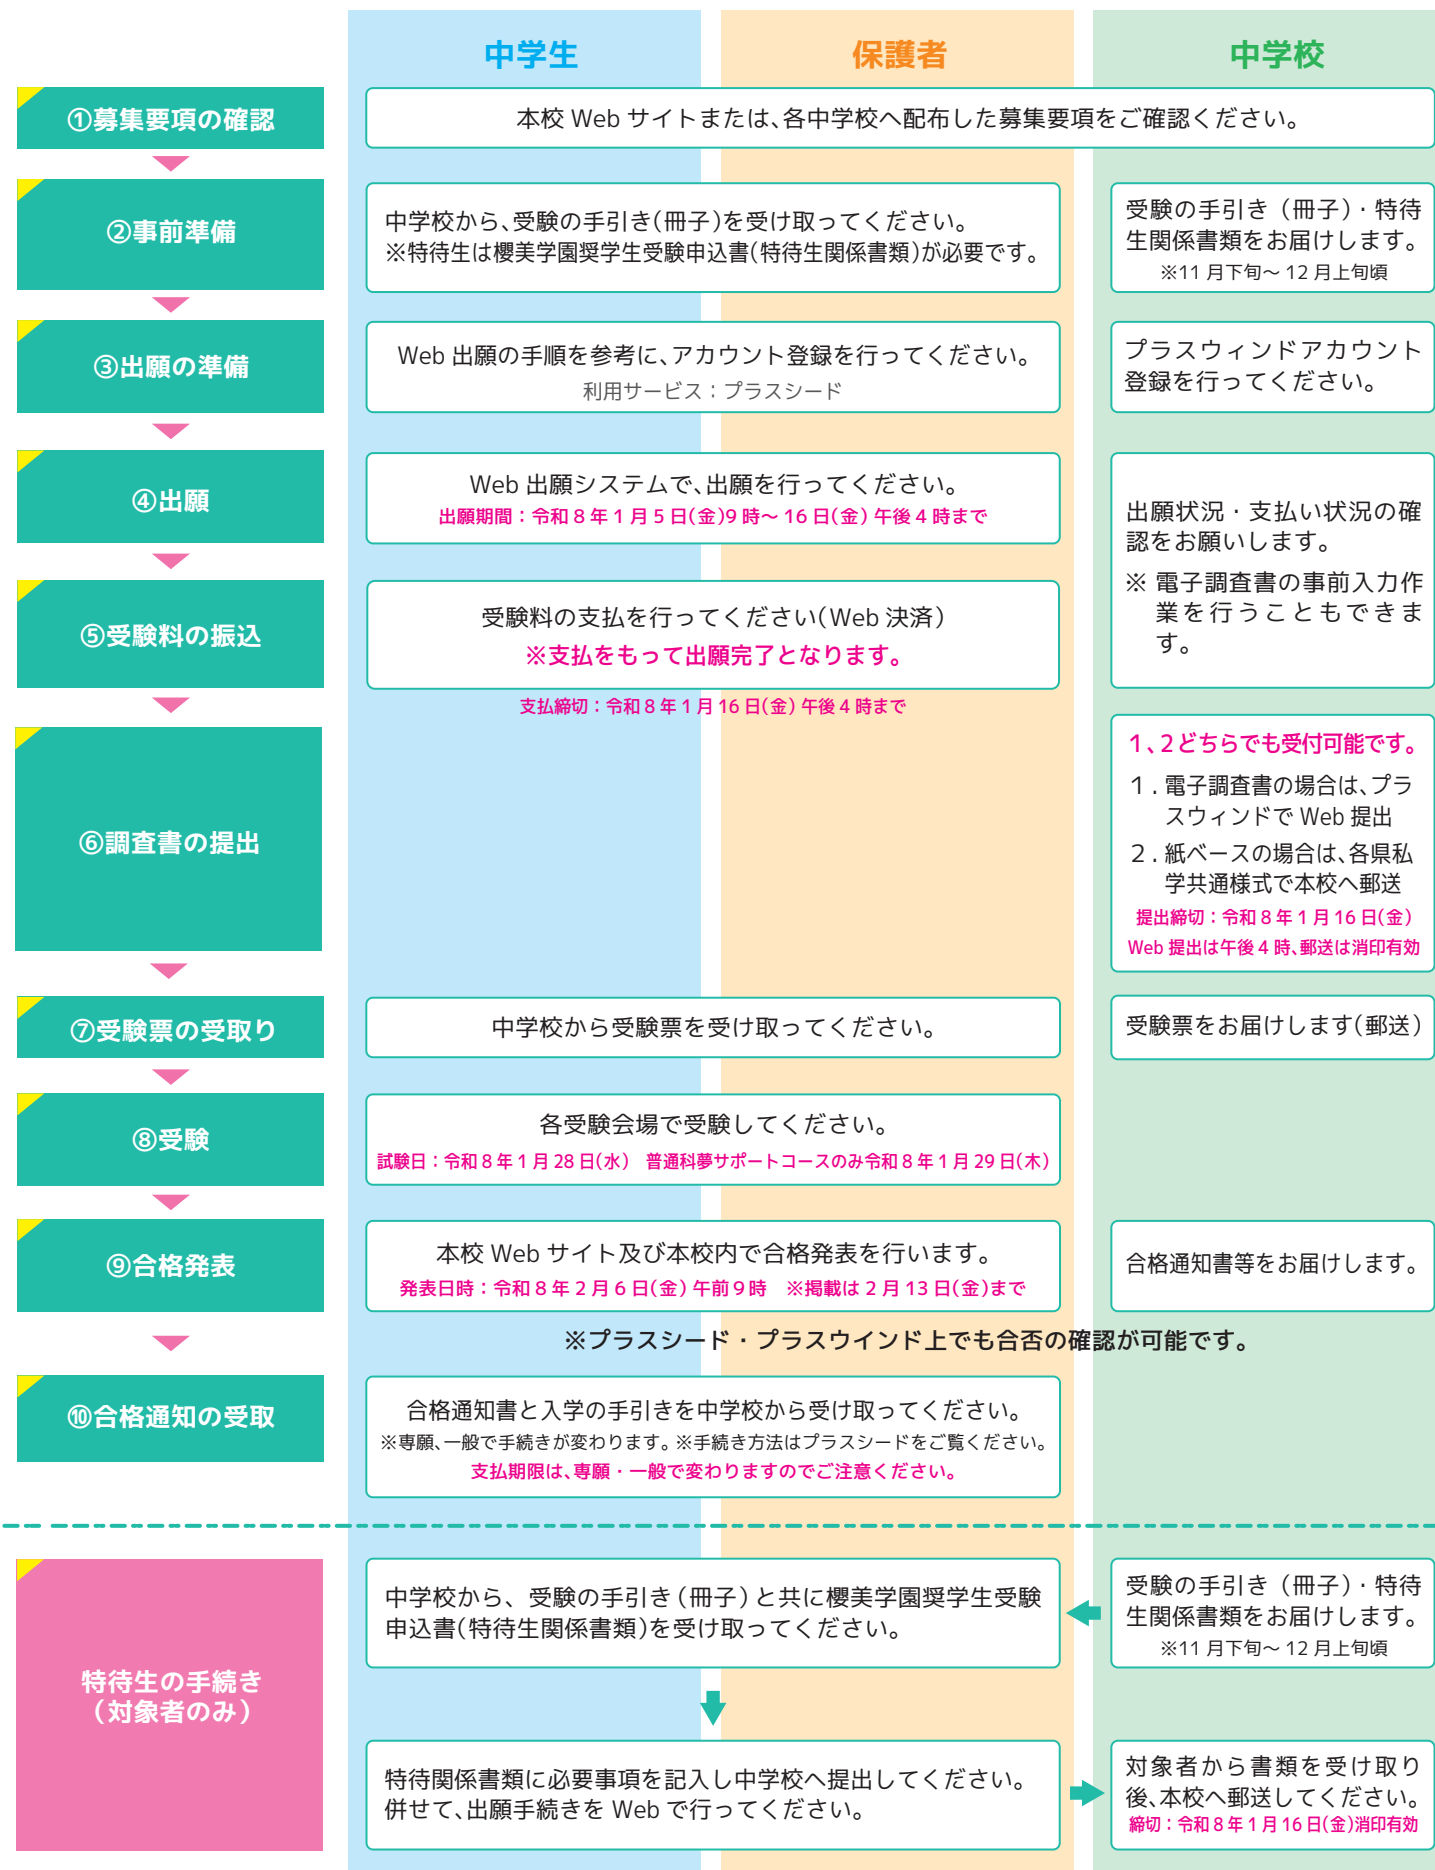 中学生
保護者
中学校
①募集要項の確認
本校 Web サイトまたは、各中学校へ配布した募集要項をご確認ください。
②事前準備
中学校から、受験の手引き(冊子)を受け取ってください。
※特待生は櫻美学園奨学生受験申込書(特待生関係書類)が必要です。
受験の手引き（冊子）・特待
生関係書類をお届けします。
※11 月下旬～ 12 月上旬頃
③出願の準備
Web 出願の手順を参考に、アカウント登録を行ってください。
利用サービス：プラスシード
プラスウィンドアカウント
登録を行ってください。
④出願
Web 出願システムで、出願を行ってください。
出願期間：令和 8 年 1 月 5 日(金)9 時～ 16 日(金) 午後 4 時まで
出願状況・支払い状況の確
認をお願いします。
※ 電子調査書の事前入力作
業を行うこともできま
す。
⑤受験料の振込
受験料の支払を行ってください(Web 決済)
※支払をもって出願完了となります。
支払締切：令和 8 年 1 月 16 日(金) 午後 4 時まで
⑥調査書の提出
1、2どちらでも受付可能です。
1．電子調査書の場合は、プラ
スウィンドで Web 提出
2．紙ベースの場合は、各県私
学共通様式で本校へ郵送
提出締切：令和 8 年 1 月 16 日(金)
Web 提出は午後 4 時、郵送は消印有効
⑦受験票の受取り
中学校から受験票を受け取ってください。
受験票をお届けします(郵送)
⑧受験
各受験会場で受験してください。
試験日：令和 8 年 1 月 28 日(水)　普通科夢サポートコースのみ令和 8 年 1 月 29 日(木)
⑨合格発表
本校 Web サイト及び本校内で合格発表を行います。
発表日時：令和 8 年 2 月 6 日(金) 午前 9 時　※掲載は 2 月 13 日(金)まで
合格通知書等をお届けします。
※プラスシード・プラスウインド上でも合否の確認が可能です。
⑩合格通知の受取
合格通知書と入学の手引きを中学校から受け取ってください。
※専願、一般で手続きが変わります。※手続き方法はプラスシードをご覧ください。
支払期限は、専願・一般で変わりますのでご注意ください。
特待生の手続き
（対象者のみ）
中学校から、受験の手引き(冊子)と共に櫻美学園奨学生受験
申込書(特待生関係書類)を受け取ってください。
受験の手引き（冊子）・特待
生関係書類をお届けします。
※11 月下旬～ 12 月上旬頃
特待関係書類に必要事項を記入し中学校へ提出してください。
併せて、出願手続きを Web で行ってください。
対象者から書類を受け取り
後、本校へ郵送してください。
締切：令和 8 年 1 月 16 日(金)消印有効